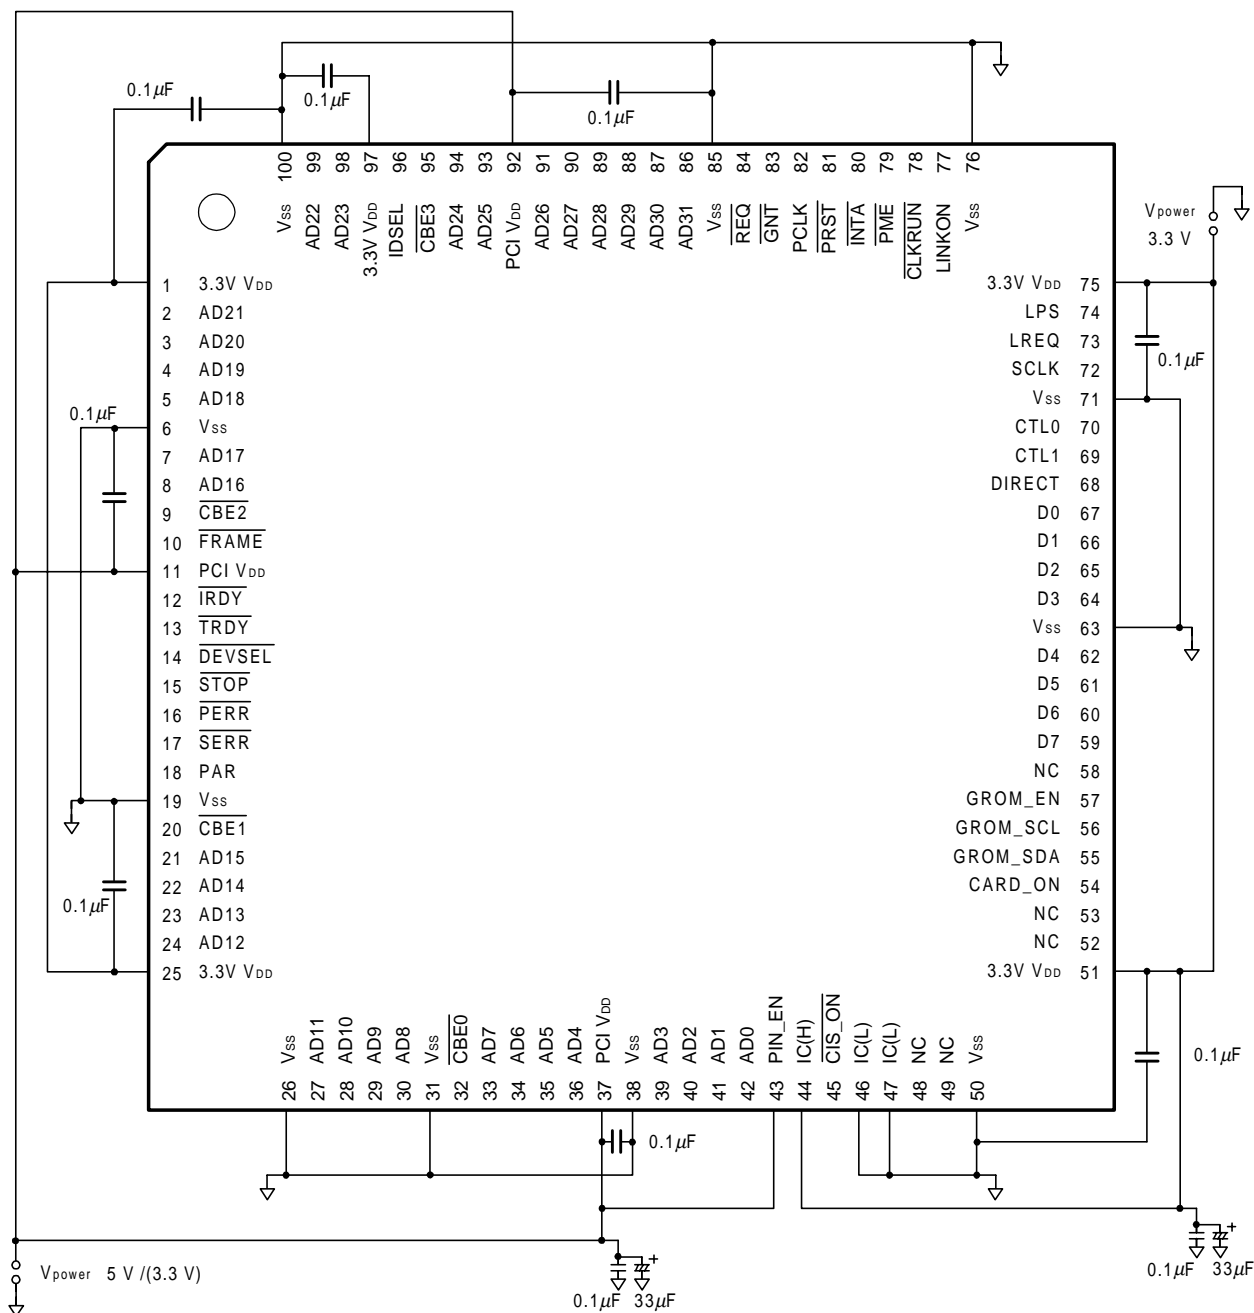 0.1μF
0.1μF
0.1μF
100 99 98 97 96 95 94 93 92 91 90 89 88 87 86 85 84 83 82 81 80 79 78 77 76
Vss AD22 AD23 3.3V VDD IDSEL CBE3 AD24 AD25 PCI VDD AD26 AD27 AD28 AD29 AD30 AD31 Vss REQ GNT PCLK PRST INTA PME CLKRUN LINKON Vss
Vpower
3.3 V
1 3.3V VDD
2 AD21
3 AD20
4 AD19
5 AD18
0.1μF
6 Vss
7 AD17
8 AD16
9 CBE2
10 FRAME
11 PCI VDD
12 IRDY
13 TRDY
14 DEVSEL
15 STOP
16 PERR
17 SERR
18 PAR
19 Vss
20 CBE1
21 AD15
22 AD14
0.1μF
23 AD13
24 AD12
25 3.3V VDD
3.3V VDD 75
LPS 74
LREQ 73
0.1μF
SCLK 72
Vss 71
CTL0 70
CTL1 69
DIRECT 68
D0 67
D1 66
D2 65
D3 64
Vss 63
D4 62
D5 61
D6 60
D7 59
NC 58
GROM_EN 57
GROM_SCL 56
GROM_SDA 55
CARD_ON 54
NC 53
NC 52
3.3V VDD 51
Vss AD11 AD10 AD9 AD8 Vss CBE0 AD7 AD6 AD5 AD4 PCI VDD Vss AD3 AD2 AD1 AD0 PIN_EN IC(H) CIS_ON IC(L) IC(L) NC NC Vss
26 27 28 29 30 31 32 33 34 35 36 37 38 39 40 41 42 43 44 45 46 47 48 49 50
0.1μF
0.1μF
Vpower 5 V /(3.3 V)
+
0.1μF 33μF
+
0.1μF 33μF